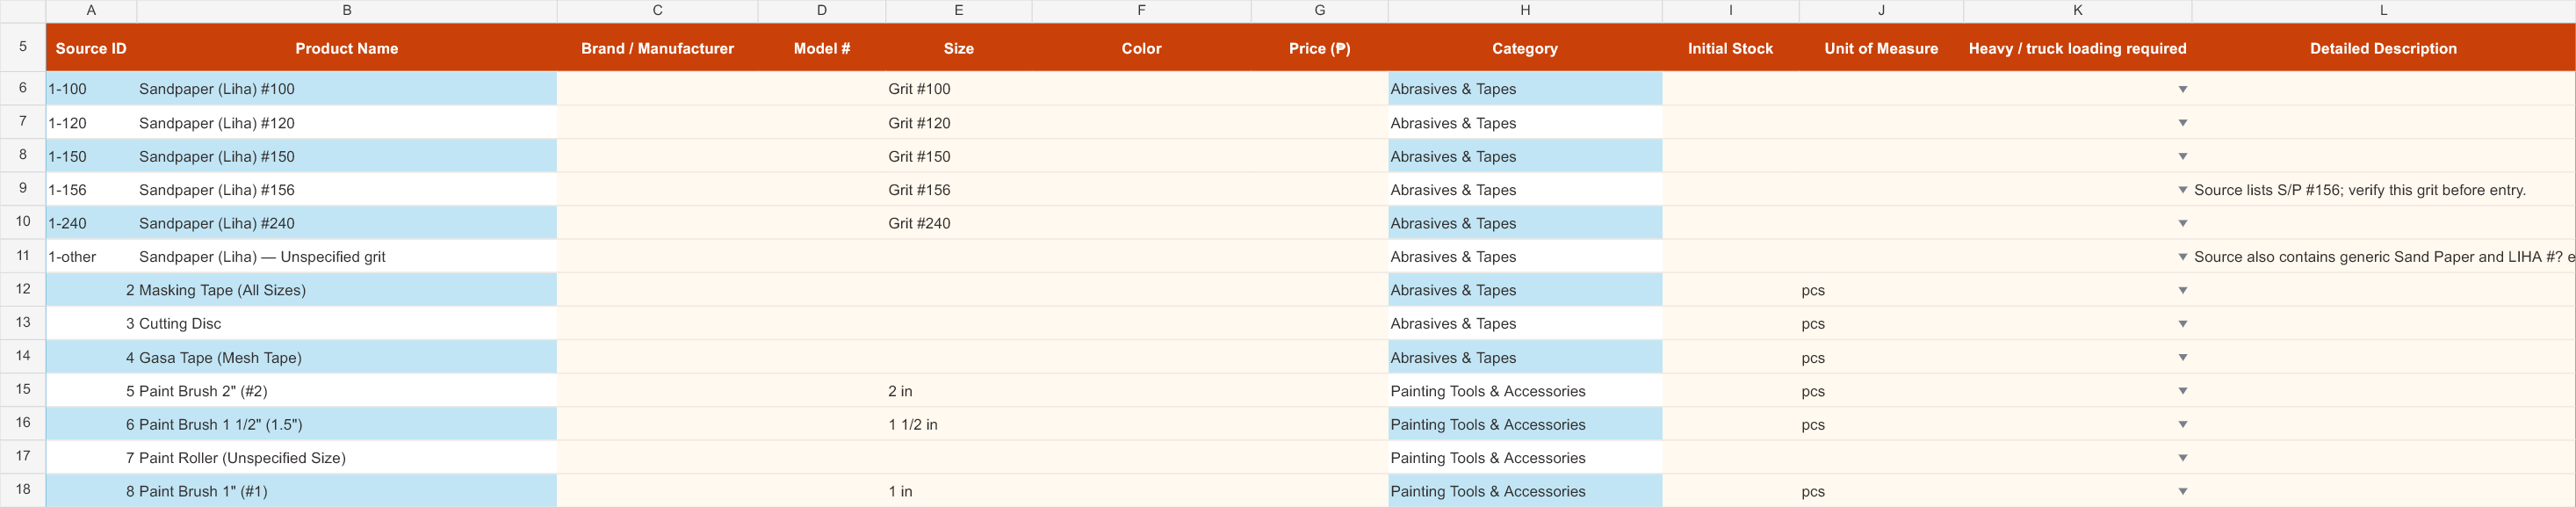 A B C D E F G H I J K L
5 Source ID Product Name Brand / Manufacturer Model # Size Color Price (₱) Category Initial Stock Unit of Measure Heavy / truck loading required Detailed Description
6 1-100 Sandpaper (Liha) #100 Grit #100 Abrasives & Tapes
7 1-120 Sandpaper (Liha) #120 Grit #120 Abrasives & Tapes
8 1-150 Sandpaper (Liha) #150 Grit #150 Abrasives & Tapes
9 1-156 Sandpaper (Liha) #156 Grit #156 Abrasives & Tapes Source lists S/P #156; verify this grit before entry.
10 1-240 Sandpaper (Liha) #240 Grit #240 Abrasives & Tapes
11 1-other Sandpaper (Liha) — Unspecified grit Abrasives & Tapes Source also contains generic Sand Paper and LIHA #? e
12 2 Masking Tape (All Sizes) Abrasives & Tapes pcs
13 3 Cutting Disc Abrasives & Tapes pcs
14 4 Gasa Tape (Mesh Tape) Abrasives & Tapes pcs
15 5 Paint Brush 2" (#2) 2 in Painting Tools & Accessories pcs
16 6 Paint Brush 1 1/2" (1.5") 1 1/2 in Painting Tools & Accessories pcs
17 7 Paint Roller (Unspecified Size) Painting Tools & Accessories
18 8 Paint Brush 1" (#1) 1 in Painting Tools & Accessories pcs